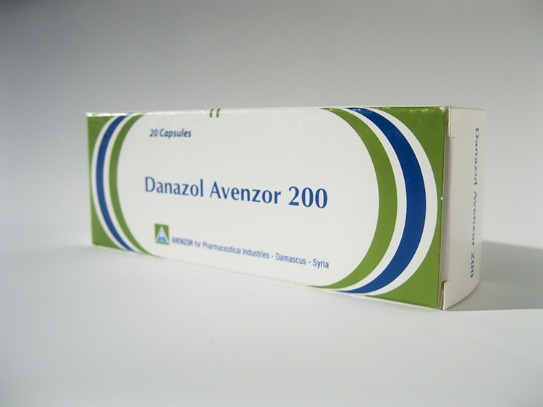 20 Capsules
Danazol Avenzor 200
AVENZOR for Pharmaceutical Industries - Damascus - Syria
Danazol Avenzor 200